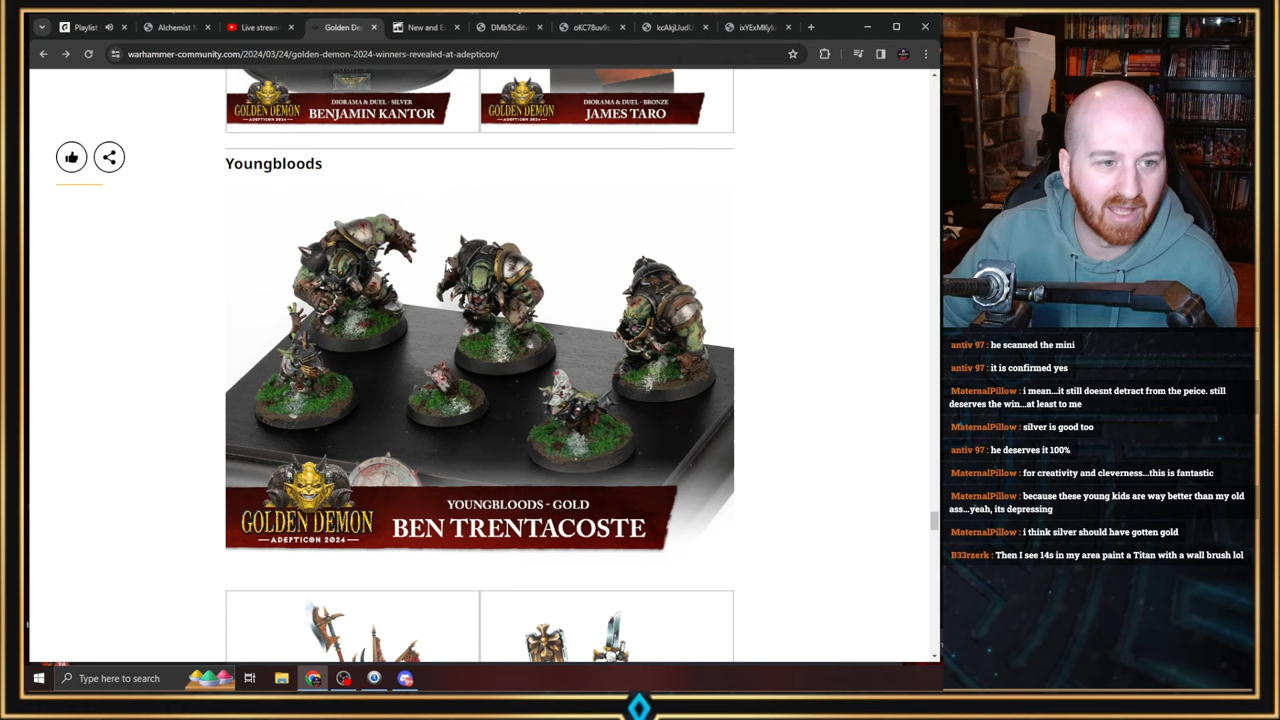 Playlist
Alchemist
Live stream
Golden De
New and E
DMb5Cdit
oKC78uv9
kcAkjUud
ixYExMKy
warhammer-community.com/2024/03/24/golden-demon-2024-winners-revealed-at-adepticon/
GOLDEN DEMON
ADEPTICON 2024
DIORAMA & DUEL - SILVER
BENJAMIN KANTOR
GOLDEN DEMON
ADEPTICON 2024
DIORAMA & DUEL - BRONZE
JAMES TARO
Youngbloods
GOLDEN DEMON
ADEPTICON 2024
YOUNGBLOODS - GOLD
BEN TRENTACOSTE
Type here to search
antiv 97 : he scanned the mini
antiv 97 : it is confirmed yes
MaternalPillow : i mean...it still doesnt detract from the peice. still
deserves the win...at least to me
MaternalPillow : silver is good too
antiv 97 : he deserves it 100%
MaternalPillow : for creativity and cleverness...this is fantastic
MaternalPillow : because these young kids are way better than my old
ass...yeah, its depressing
MaternalPillow : i think silver should have gotten gold
B33rzerk : Then I see 14s in my area paint a Titan with a wall brush lol